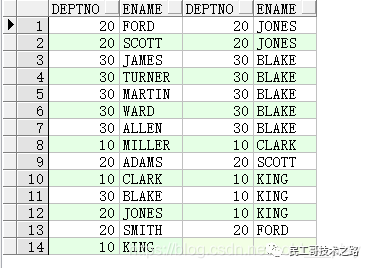 DEPTNO ENAME DEPTNO ENAME
1 20 FORD 20 JONES
2 20 SCOTT 20 JONES
3 30 JAMES 30 BLAKE
4 30 TURNER 30 BLAKE
5 30 MARTIN 30 BLAKE
6 30 WARD 30 BLAKE
7 30 ALLEN 30 BLAKE
8 10 MILLER 10 CLARK
9 20 ADAMS 20 SCOTT
10 10 CLARK 10 KING
11 30 BLAKE 10 KING
12 20 JONES 10 KING
13 20 SMITH 20 FORD
14 10 KING
民工哥技术之路